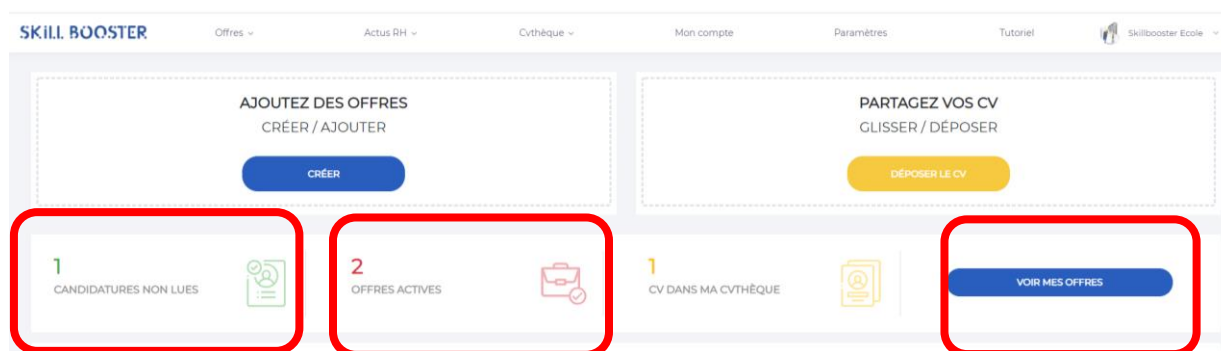 SKILL BOOSTER
Offres
Actus RH
Cvthèque
Mon compte
Paramètres
Tutoriel
Skillbooster Ecole
AJOUTEZ DES OFFRES
CRÉER / AJOUTER
CRÉER
PARTAGEZ VOS CV
GLISSER / DÉPOSER
DÉPOSER LE CV
1
CANDIDATURES NON LUES
2
OFFRES ACTIVES
1
CV DANS MA CVTHÈQUE
VOIR MES OFFRES